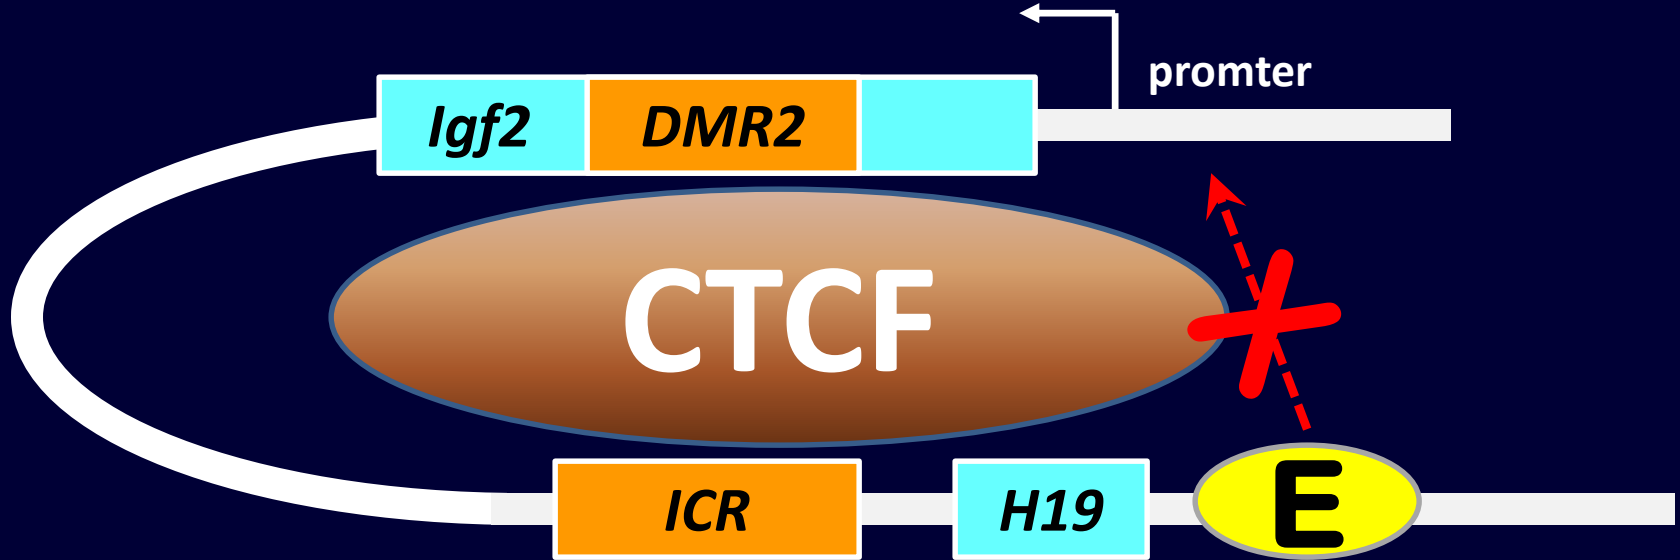 promter
Igf2 DMR2
CTCF
ICR H19 E